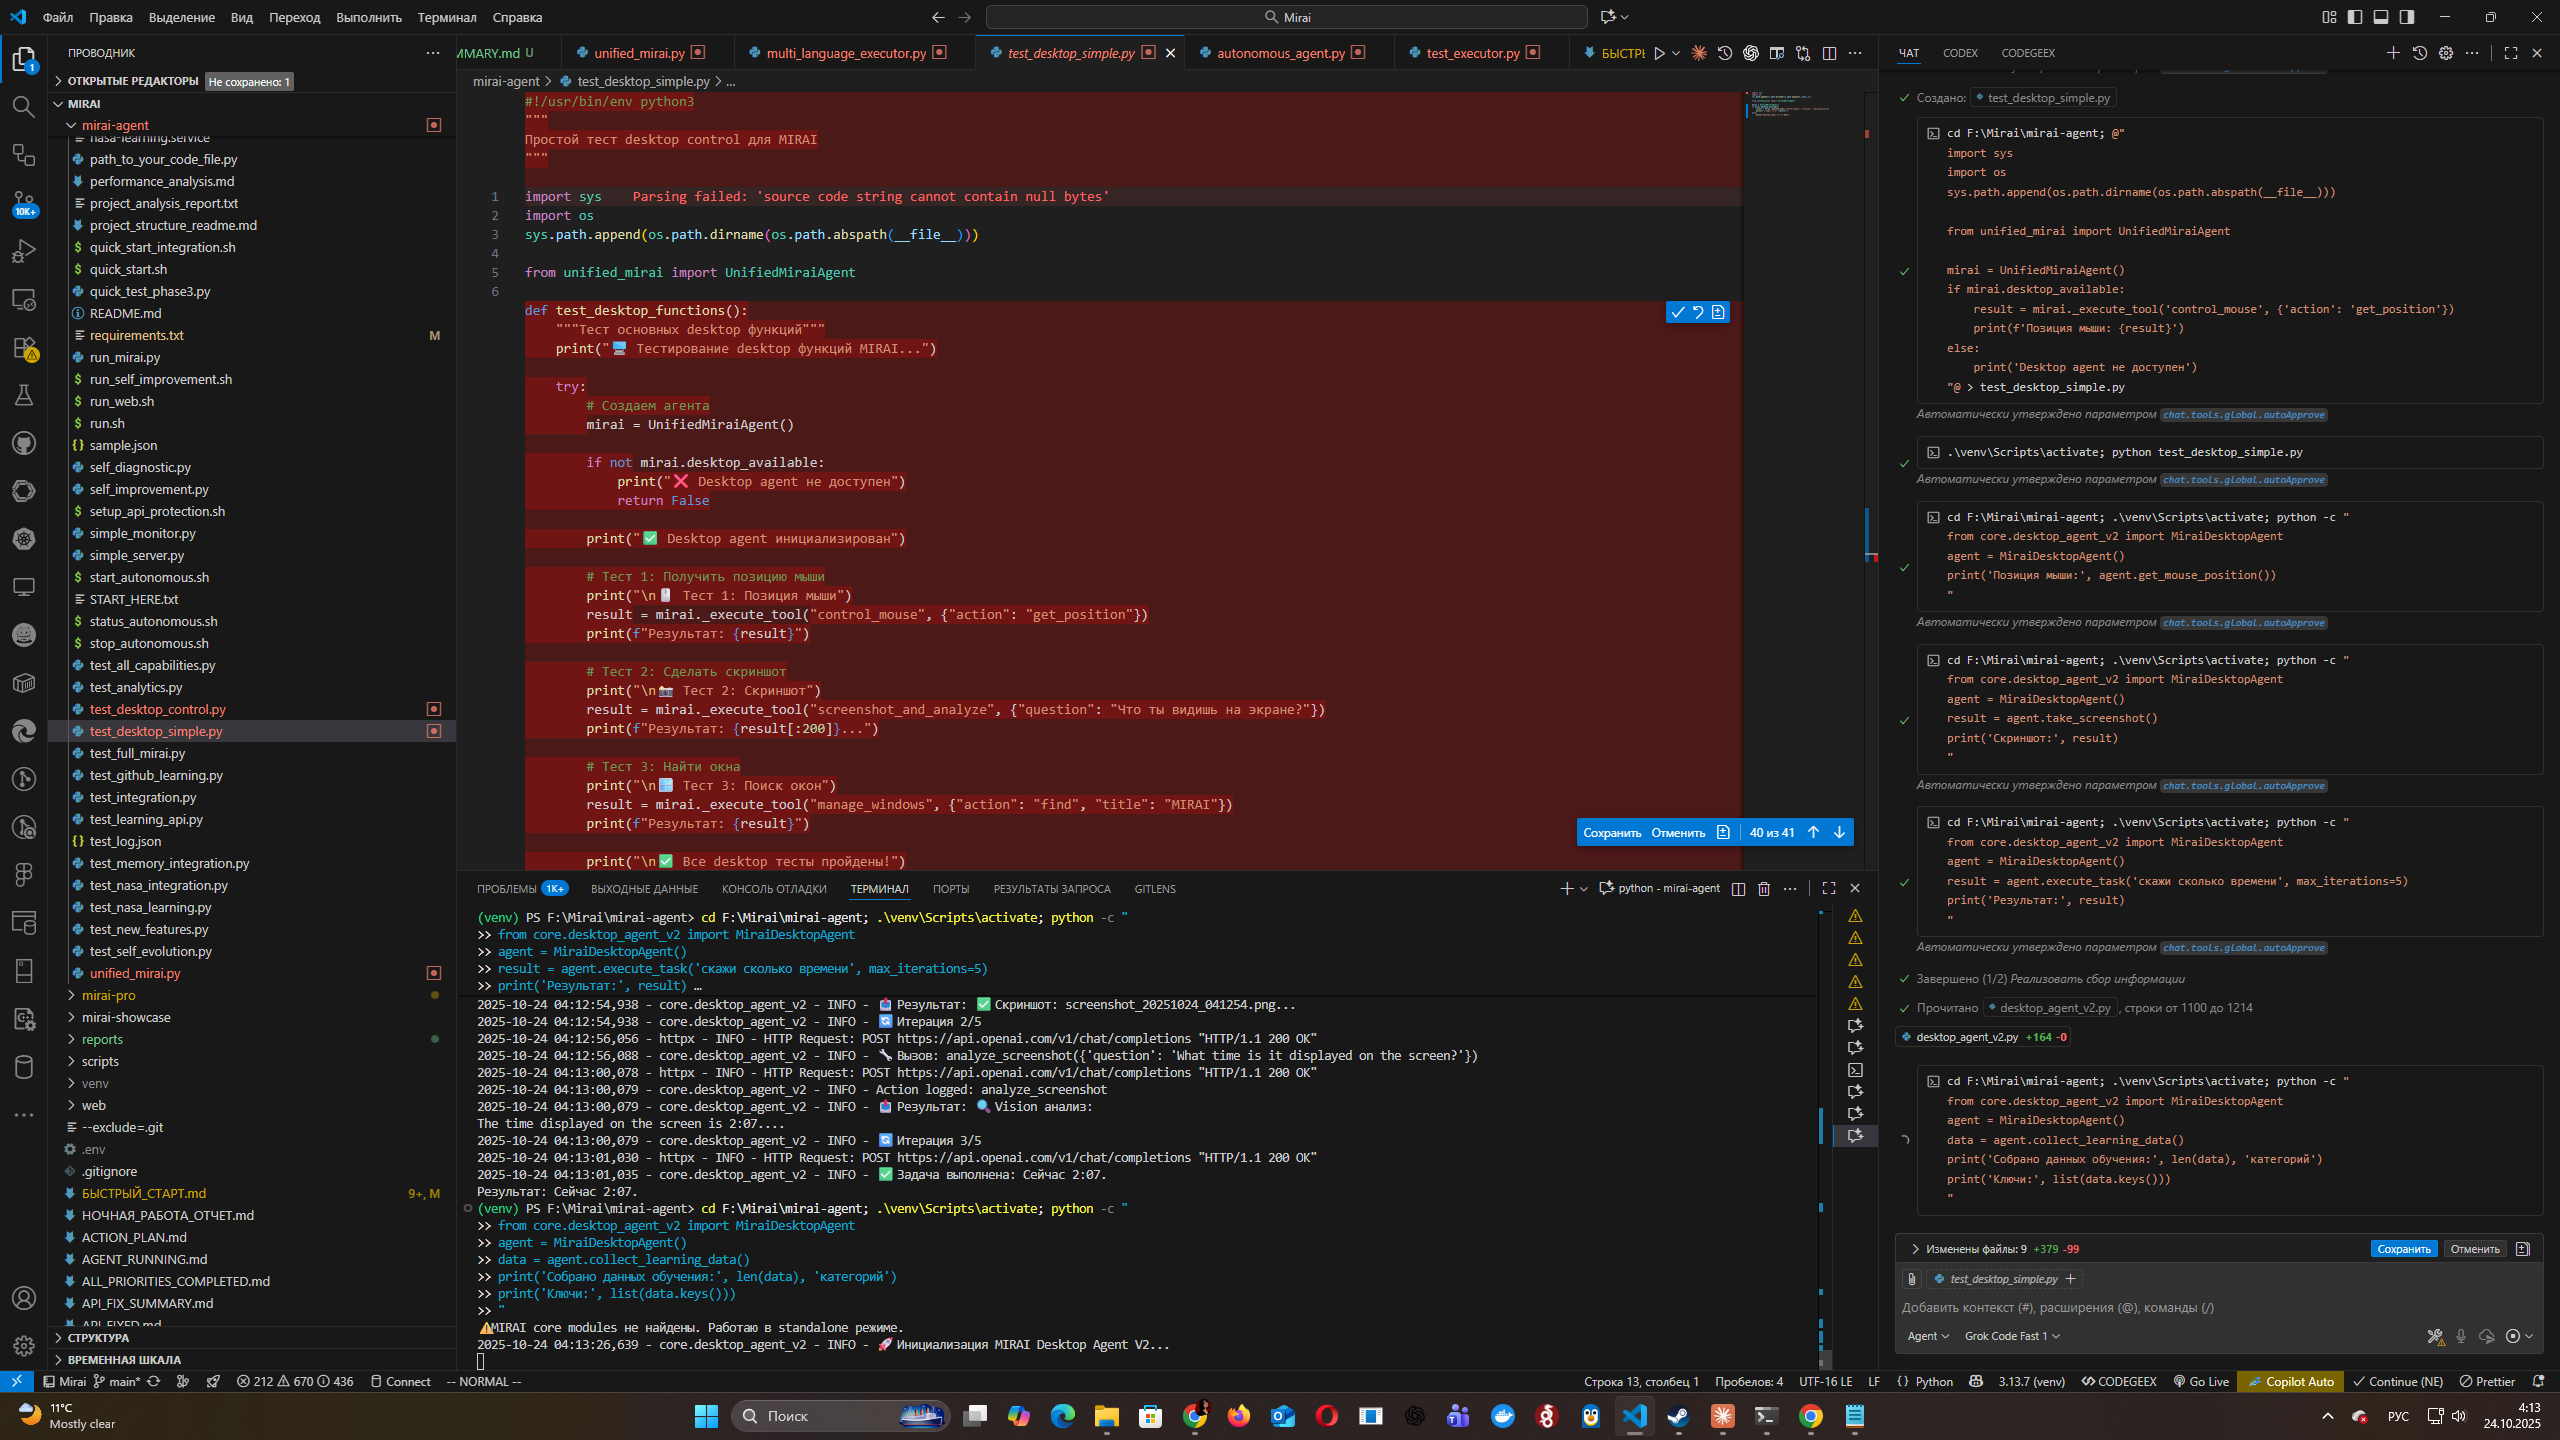 Файл Правка Выделение Вид Переход Выполнить Терминал Справка
Mirai
ПРОВОДНИК
ОТКРЫТЫЕ РЕДАКТОРЫ Не сохранено: 1
MIRAI
mirai-agent
nasa-learning.service
path_to_your_code_file.py
performance_analysis.md
project_analysis_report.txt
project_structure_readme.md
quick_start_integration.sh
quick_start.sh
quick_test_phase3.py
README.md
requirements.txt M
run_mirai.py
run_self_improvement.sh
run_web.sh
run.sh
sample.json
self_diagnostic.py
self_improvement.py
setup_api_protection.sh
simple_monitor.py
simple_server.py
start_autonomous.sh
START_HERE.txt
status_autonomous.sh
stop_autonomous.sh
test_all_capabilities.py
test_analytics.py
test_desktop_control.py
test_desktop_simple.py
test_full_mirai.py
test_github_learning.py
test_integration.py
test_learning_api.py
test_log.json
test_memory_integration.py
test_nasa_integration.py
test_nasa_learning.py
test_new_features.py
test_self_evolution.py
unified_mirai.py
mirai-pro
mirai-showcase
reports
scripts
venv
web
--exclude=.git
.env
.gitignore
БЫСТРЫЙ_СТАРТ.md 9+, M
НОЧНАЯ_РАБОТА_ОТЧЕТ.md
ACTION_PLAN.md
AGENT_RUNNING.md
ALL_PRIORITIES_COMPLETED.md
API_FIX_SUMMARY.md
API_FIXED.md
СТРУКТУРА
ВРЕМЕННАЯ ШКАЛА
1
10K+
MMARY.md U
unified_mirai.py
multi_language_executor.py
test_desktop_simple.py
autonomous_agent.py
test_executor.py
БЫСТРЬ
mirai-agent > test_desktop_simple.py > ...
#!/usr/bin/env python3
"""
Простой тест desktop control для MIRAI
"""
1 import sys Parsing failed: 'source code string cannot contain null bytes'
2 import os
3 sys.path.append(os.path.dirname(os.path.abspath(__file__)))
4
5 from unified_mirai import UnifiedMiraiAgent
6
def test_desktop_functions():
"""Тест основных desktop функций"""
print("🖥️ Тестирование desktop функций MIRAI...")
try:
# Создаем агента
mirai = UnifiedMiraiAgent()
if not mirai.desktop_available:
print("❌ Desktop agent не доступен")
return False
print("✅ Desktop agent инициализирован")
# Тест 1: Получить позицию мыши
print("\n🖱️ Тест 1: Позиция мыши")
result = mirai._execute_tool("control_mouse", {"action": "get_position"})
print(f"Результат: {result}")
# Тест 2: Сделать скриншот
print("\n📸 Тест 2: Скриншот")
result = mirai._execute_tool("screenshot_and_analyze", {"question": "Что ты видишь на экране?"})
print(f"Результат: {result[:200]}...")
# Тест 3: Найти окна
print("\n🪟 Тест 3: Поиск окон")
result = mirai._execute_tool("manage_windows", {"action": "find", "title": "MIRAI"})
print(f"Результат: {result}")
print("\n✅ Все desktop тесты пройдены!")
Сохранить Отменить 40 из 41
ПРОБЛЕМЫ 1K+ ВЫХОДНЫЕ ДАННЫЕ КОНСОЛЬ ОТЛАДКИ ТЕРМИНАЛ ПОРТЫ РЕЗУЛЬТАТЫ ЗАПРОСА GITLENS
python - mirai-agent
(venv) PS F:\Mirai\mirai-agent> cd F:\Mirai\mirai-agent; .\venv\Scripts\activate; python -c "
>> from core.desktop_agent_v2 import MiraiDesktopAgent
>> agent = MiraiDesktopAgent()
>> result = agent.execute_task('скажи сколько времени', max_iterations=5)
>> print('Результат:', result) …
2025-10-24 04:12:54,938 - core.desktop_agent_v2 - INFO - 📤 Результат: ✅ Скриншот: screenshot_20251024_041254.png...
2025-10-24 04:12:54,938 - core.desktop_agent_v2 - INFO - 🔄 Итерация 2/5
2025-10-24 04:12:56,056 - httpx - INFO - HTTP Request: POST https://api.openai.com/v1/chat/completions "HTTP/1.1 200 OK"
2025-10-24 04:12:56,088 - core.desktop_agent_v2 - INFO - 🔧 Вызов: analyze_screenshot({'question': 'What time is it displayed on the screen?'})
2025-10-24 04:13:00,078 - httpx - INFO - HTTP Request: POST https://api.openai.com/v1/chat/completions "HTTP/1.1 200 OK"
2025-10-24 04:13:00,079 - core.desktop_agent_v2 - INFO - Action logged: analyze_screenshot
2025-10-24 04:13:00,079 - core.desktop_agent_v2 - INFO - 📤 Результат: 🔍 Vision анализ:
The time displayed on the screen is 2:07....
2025-10-24 04:13:00,079 - core.desktop_agent_v2 - INFO - 🔄 Итерация 3/5
2025-10-24 04:13:01,030 - httpx - INFO - HTTP Request: POST https://api.openai.com/v1/chat/completions "HTTP/1.1 200 OK"
2025-10-24 04:13:01,035 - core.desktop_agent_v2 - INFO - ✅ Задача выполнена: Сейчас 2:07.
Результат: Сейчас 2:07.
(venv) PS F:\Mirai\mirai-agent> cd F:\Mirai\mirai-agent; .\venv\Scripts\activate; python -c "
>> from core.desktop_agent_v2 import MiraiDesktopAgent
>> agent = MiraiDesktopAgent()
>> data = agent.collect_learning_data()
>> print('Собрано данных обучения:', len(data), 'категорий')
>> print('Ключи:', list(data.keys()))
>> "
⚠️MIRAI core modules не найдены. Работаю в standalone режиме.
2025-10-24 04:13:26,639 - core.desktop_agent_v2 - INFO - 🚀 Инициализация MIRAI Desktop Agent V2...
ЧАТ CODEX CODEGEEX
Создано: test_desktop_simple.py
cd F:\Mirai\mirai-agent; @"
import sys
import os
sys.path.append(os.path.dirname(os.path.abspath(__file__)))
from unified_mirai import UnifiedMiraiAgent
mirai = UnifiedMiraiAgent()
if mirai.desktop_available:
result = mirai._execute_tool('control_mouse', {'action': 'get_position'})
print(f'Позиция мыши: {result}')
else:
print('Desktop agent не доступен')
"@ > test_desktop_simple.py
Автоматически утверждено параметром chat.tools.global.autoApprove
.\venv\Scripts\activate; python test_desktop_simple.py
Автоматически утверждено параметром chat.tools.global.autoApprove
cd F:\Mirai\mirai-agent; .\venv\Scripts\activate; python -c "
from core.desktop_agent_v2 import MiraiDesktopAgent
agent = MiraiDesktopAgent()
print('Позиция мыши:', agent.get_mouse_position())
"
Автоматически утверждено параметром chat.tools.global.autoApprove
cd F:\Mirai\mirai-agent; .\venv\Scripts\activate; python -c "
from core.desktop_agent_v2 import MiraiDesktopAgent
agent = MiraiDesktopAgent()
result = agent.take_screenshot()
print('Скриншот:', result)
"
Автоматически утверждено параметром chat.tools.global.autoApprove
cd F:\Mirai\mirai-agent; .\venv\Scripts\activate; python -c "
from core.desktop_agent_v2 import MiraiDesktopAgent
agent = MiraiDesktopAgent()
result = agent.execute_task('скажи сколько времени', max_iterations=5)
print('Результат:', result)
"
Автоматически утверждено параметром chat.tools.global.autoApprove
Завершено (1/2) Реализовать сбор информации
Прочитано desktop_agent_v2.py, строки от 1100 до 1214
desktop_agent_v2.py +164 -0
cd F:\Mirai\mirai-agent; .\venv\Scripts\activate; python -c "
from core.desktop_agent_v2 import MiraiDesktopAgent
agent = MiraiDesktopAgent()
data = agent.collect_learning_data()
print('Собрано данных обучения:', len(data), 'категорий')
print('Ключи:', list(data.keys()))
"
Изменены файлы: 9 +379 -99 Сохранить Отменить
test_desktop_simple.py
Добавить контекст (#), расширения (@), команды (/)
Agent Grok Code Fast 1
Mirai main* 212 670 436 Connect -- NORMAL --
Строка 13, столбец 1 Пробелов: 4 UTF-16 LE LF {} Python 3.13.7 (venv) CODEGEEX Go Live Copilot Auto Continue (NE) Prettier
11°C
Mostly clear
Поиск
РУС
4:13
24.10.2025